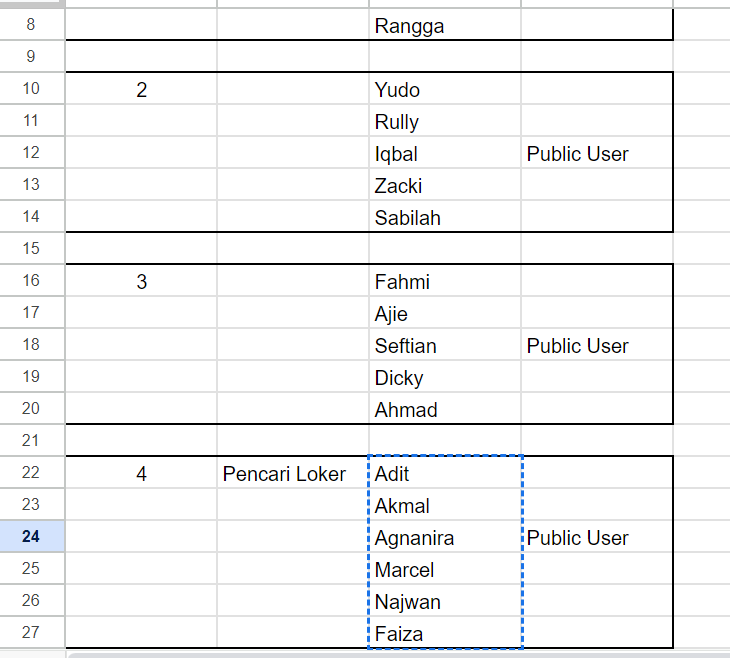 8 Rangga
9
10 2 Yudo
11 Rully
12 Iqbal Public User
13 Zacki
14 Sabilah
15
16 3 Fahmi
17 Ajie
18 Seftian Public User
19 Dicky
20 Ahmad
21
22 4 Pencari Loker Adit
23 Akmal
24 Agnanira Public User
25 Marcel
26 Najwan
27 Faiza